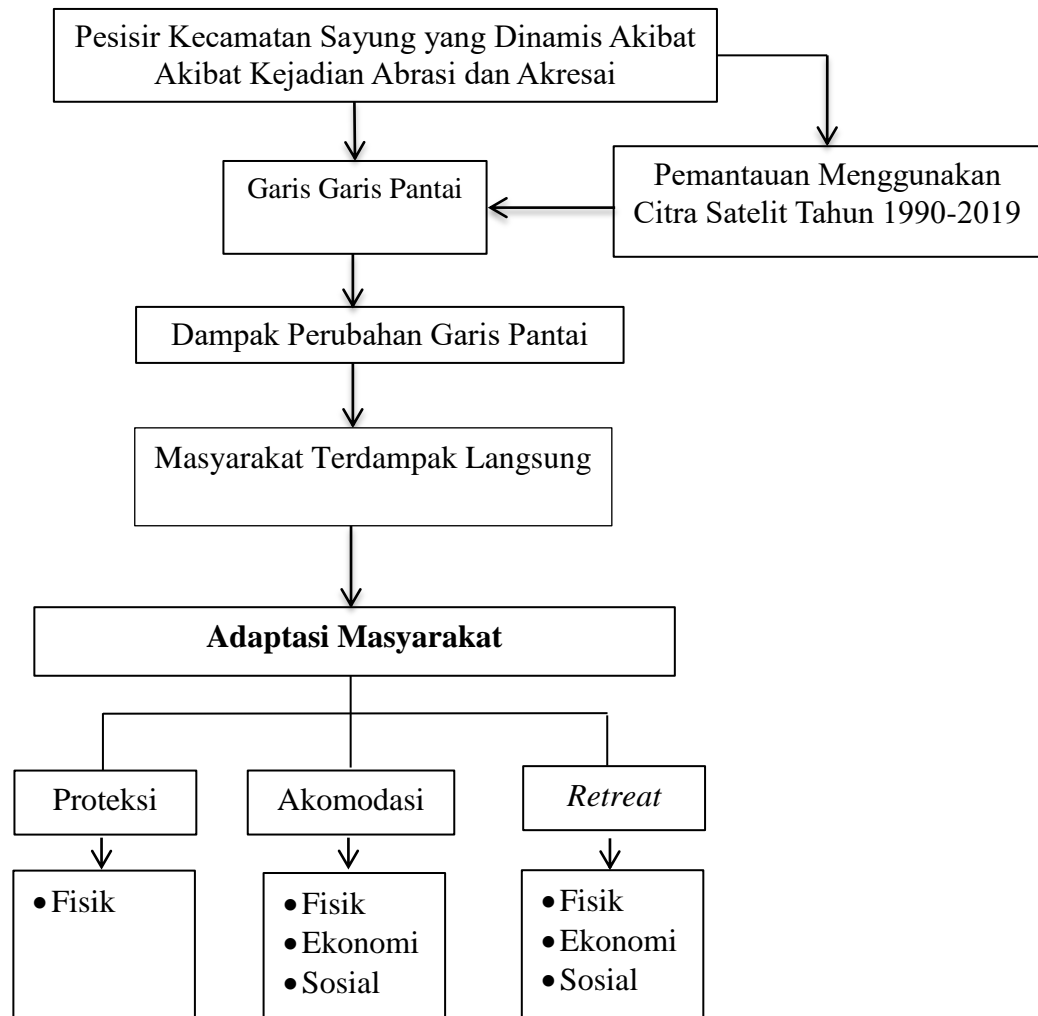 Pesisir Kecamatan Sayung yang Dinamis Akibat
Akibat Kejadian Abrasi dan Akresai
Garis Garis Pantai
Pemantauan Menggunakan
Citra Satelit Tahun 1990-2019
Dampak Perubahan Garis Pantai
Masyarakat Terdampak Langsung
Adaptasi Masyarakat
Proteksi
Akomodasi
Retreat
• Fisik
• Fisik
• Ekonomi
• Sosial
• Fisik
• Ekonomi
• Sosial